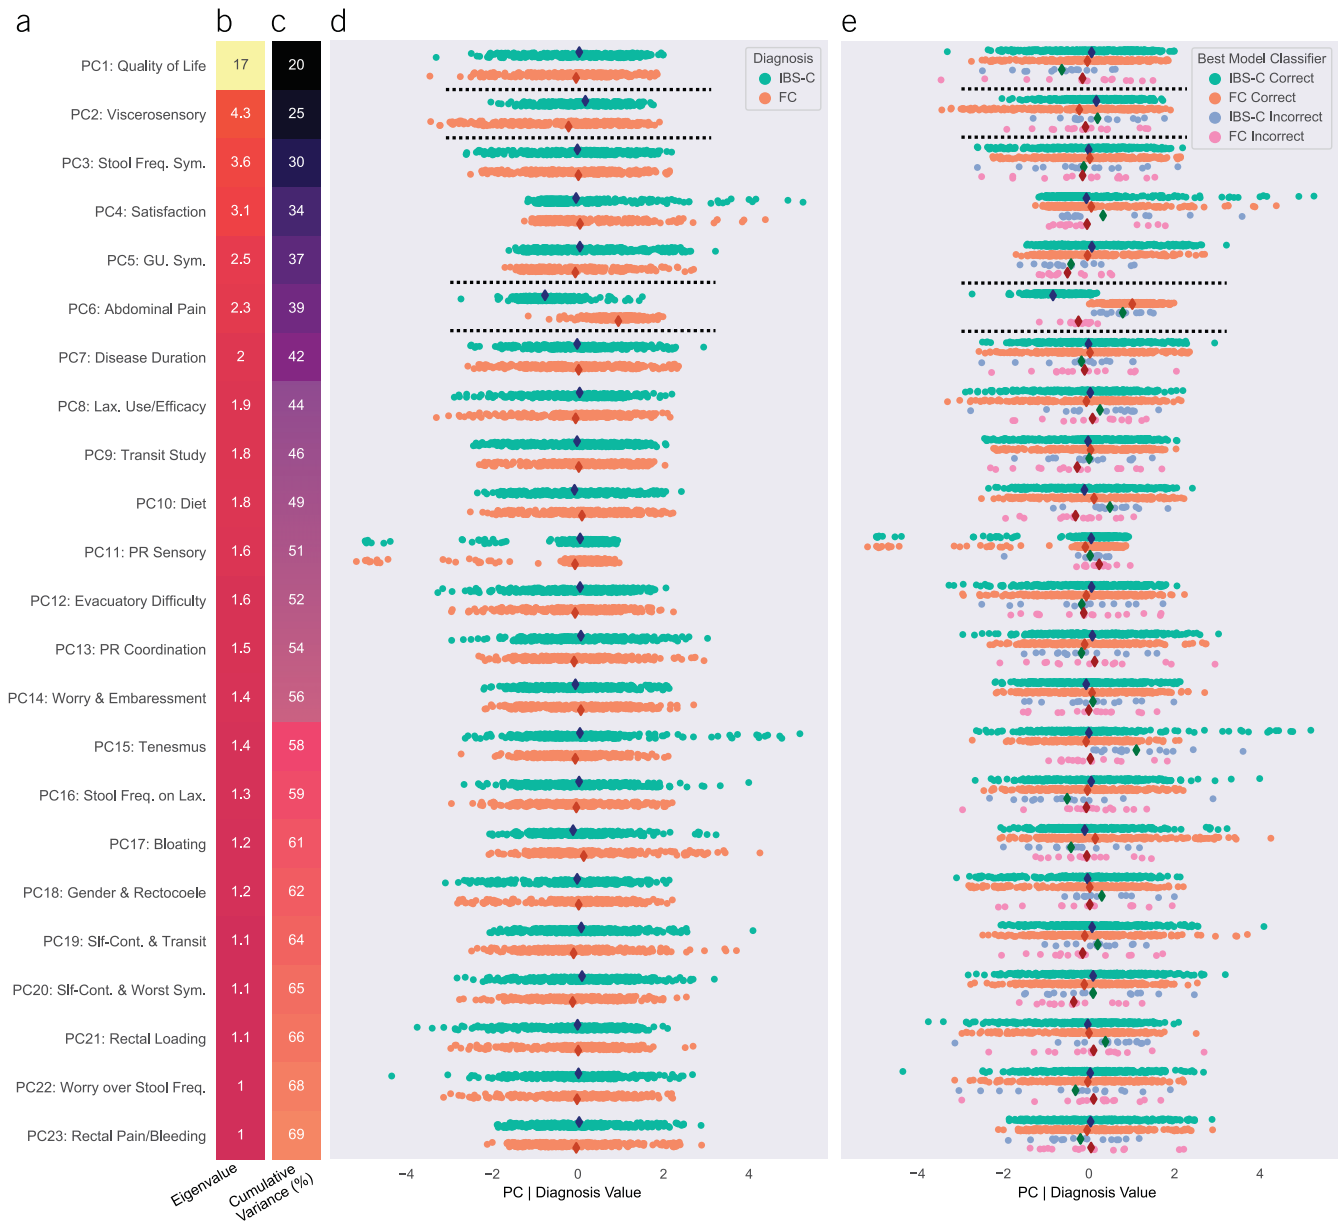 a
b
c
d
e
PC1: Quality of Life 17 20
PC2: Viscerosensory 4.3 25
PC3: Stool Freq. Sym. 3.6 30
PC4: Satisfaction 3.1 34
PC5: GU. Sym. 2.5 37
PC6: Abdominal Pain 2.3 39
PC7: Disease Duration 2 42
PC8: Lax. Use/Efficacy 1.9 44
PC9: Transit Study 1.8 46
PC10: Diet 1.8 49
PC11: PR Sensory 1.6 51
PC12: Evacuatory Difficulty 1.6 52
PC13: PR Coordination 1.5 54
PC14: Worry & Embaressment 1.4 56
PC15: Tenesmus 1.4 58
PC16: Stool Freq. on Lax. 1.3 59
PC17: Bloating 1.2 61
PC18: Gender & Rectocoele 1.2 62
PC19: Slf-Cont. & Transit 1.1 64
PC20: Slf-Cont. & Worst Sym. 1.1 65
PC21: Rectal Loading 1.1 66
PC22: Worry over Stool Freq. 1 68
PC23: Rectal Pain/Bleeding 1 69
Eigenvalue
Cumulative
Variance (%)
Diagnosis
IBS-C
FC
−4 −2 0 2 4
PC | Diagnosis Value
Best Model Classifier
IBS-C Correct
FC Correct
IBS-C Incorrect
FC Incorrect
−4 −2 0 2 4
PC | Diagnosis Value